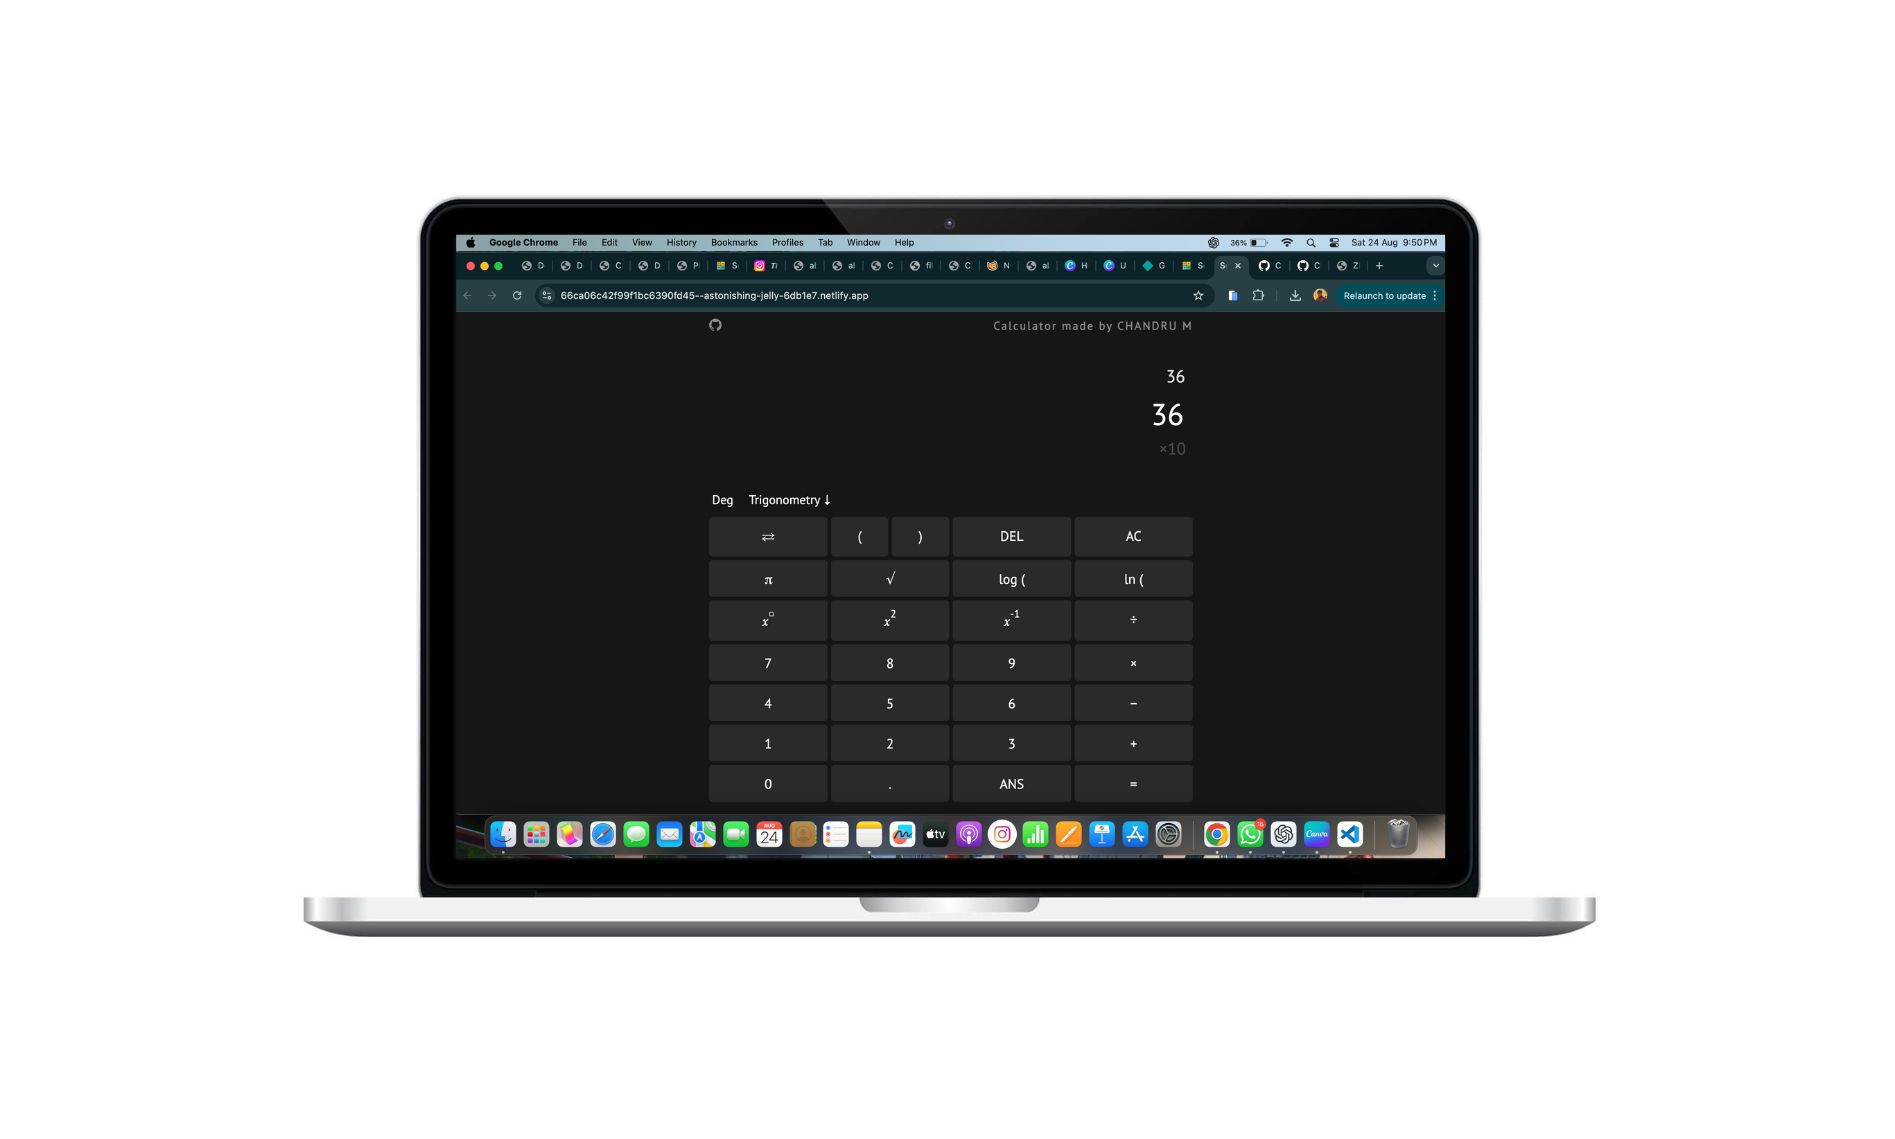 Google Chrome File Edit View History Bookmarks Profiles Tab Window Help 36% Sat 24 Aug 9:50 PM
D D C D P S TI al al C fil C N al H U G S S C C Z
66ca06c42f99f1bc6390fd45--astonishing-jelly-6db1e7.netlify.app Relaunch to update
Calculator made by CHANDRU M
36
36
×10
Deg Trigonometry ↓
⇄ ( ) DEL AC
π √ log ( ln (
x□ x2 x-1 ÷
7 8 9 ×
4 5 6 −
1 2 3 +
0 . ANS =
AUG
24
tv
Canva